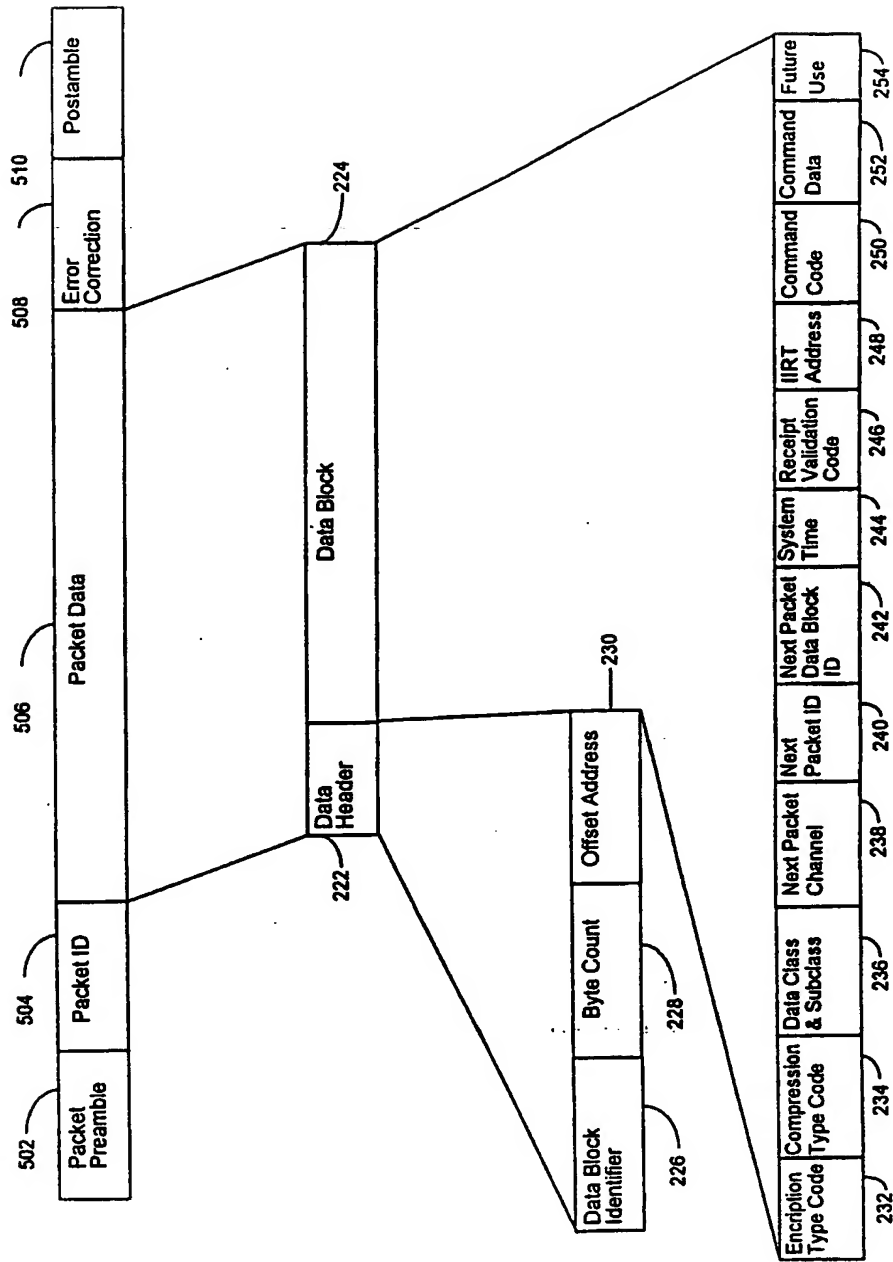 502
504
506
508
510
Packet
Preamble
Packet ID
Packet Data
Error
Correction
Postamble
222
224
Data
Header
Data Block
230
Data Block
Identifier
Byte Count
Offset Address
226
228
Encription
Type Code
Compression
Type Code
Data Class
& Subclass
Next Packet
Channel
Next
Packet ID
Next Packet
Data Block
ID
System
Time
Receipt
Validation
Code
IIRT
Address
Command
Code
Command
Data
Future
Use
232
234
236
238
240
242
244
246
248
250
252
254